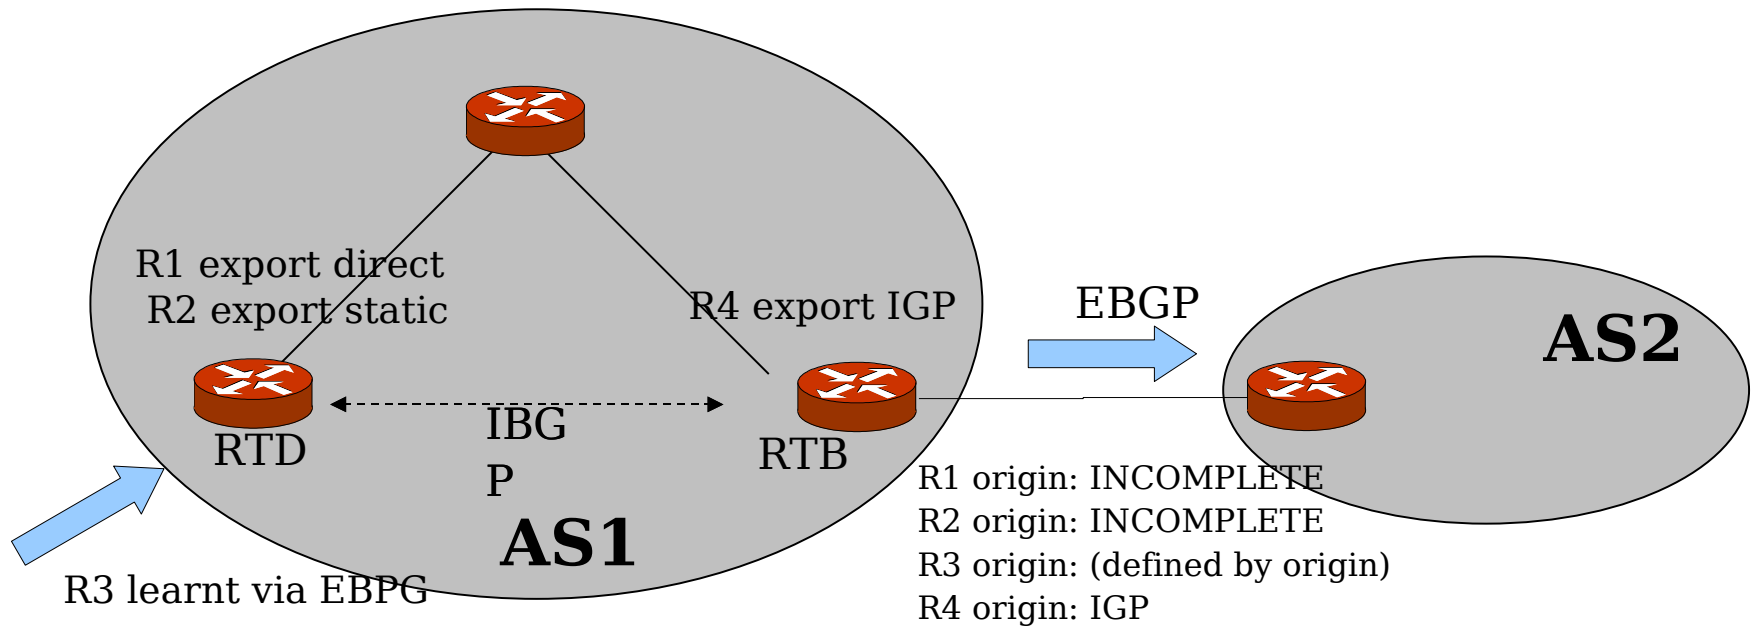 R1 export direct
R2 export static
R4 export IGP
EBGP
AS2
RTD
IBG
P
RTB
AS1
R3 learnt via EBPG
R1 origin: INCOMPLETE
R2 origin: INCOMPLETE
R3 origin: (defined by origin)
R4 origin: IGP